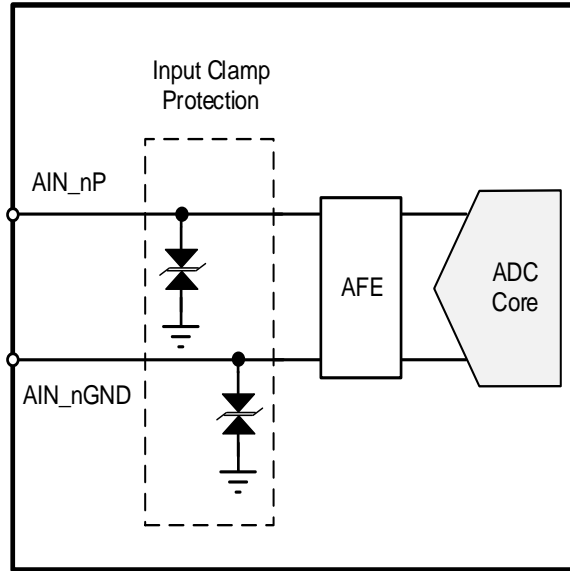 Input Clamp
Protection
AIN_nP
AFE
ADC
Core
AIN_nGND